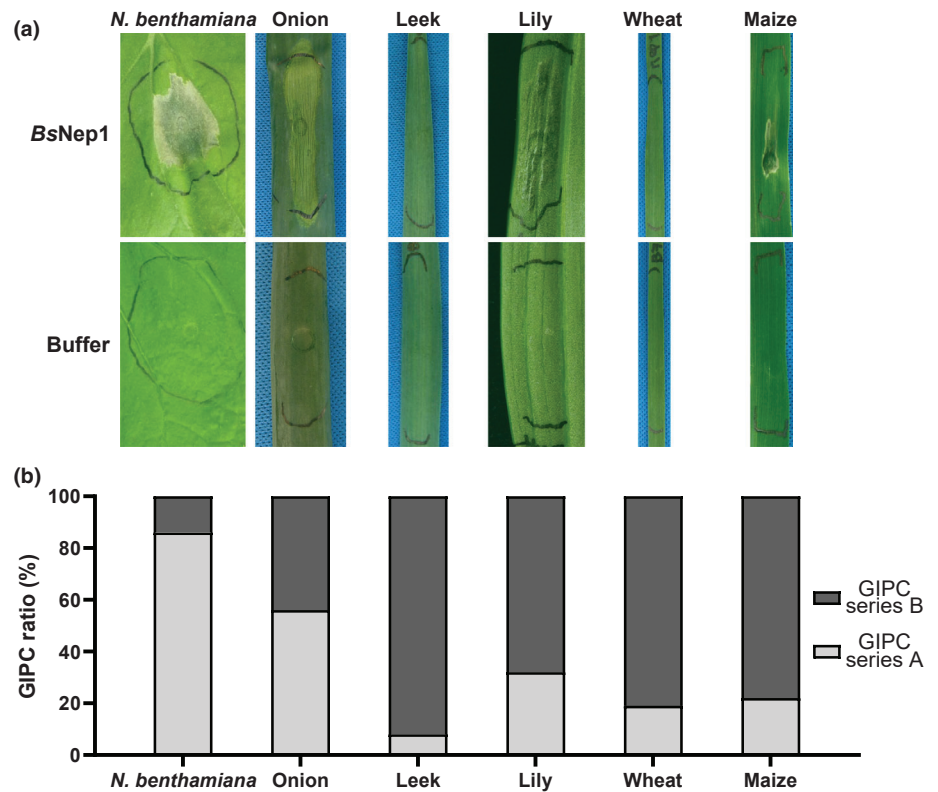 (a)
N. benthamiana Onion Leek Lily Wheat Maize
BsNep1
Buffer
(b)
GIPC ratio (%)
100
80
60
40
20
0
GIPC
series B
GIPC
series A
N. benthamiana Onion Leek Lily Wheat Maize